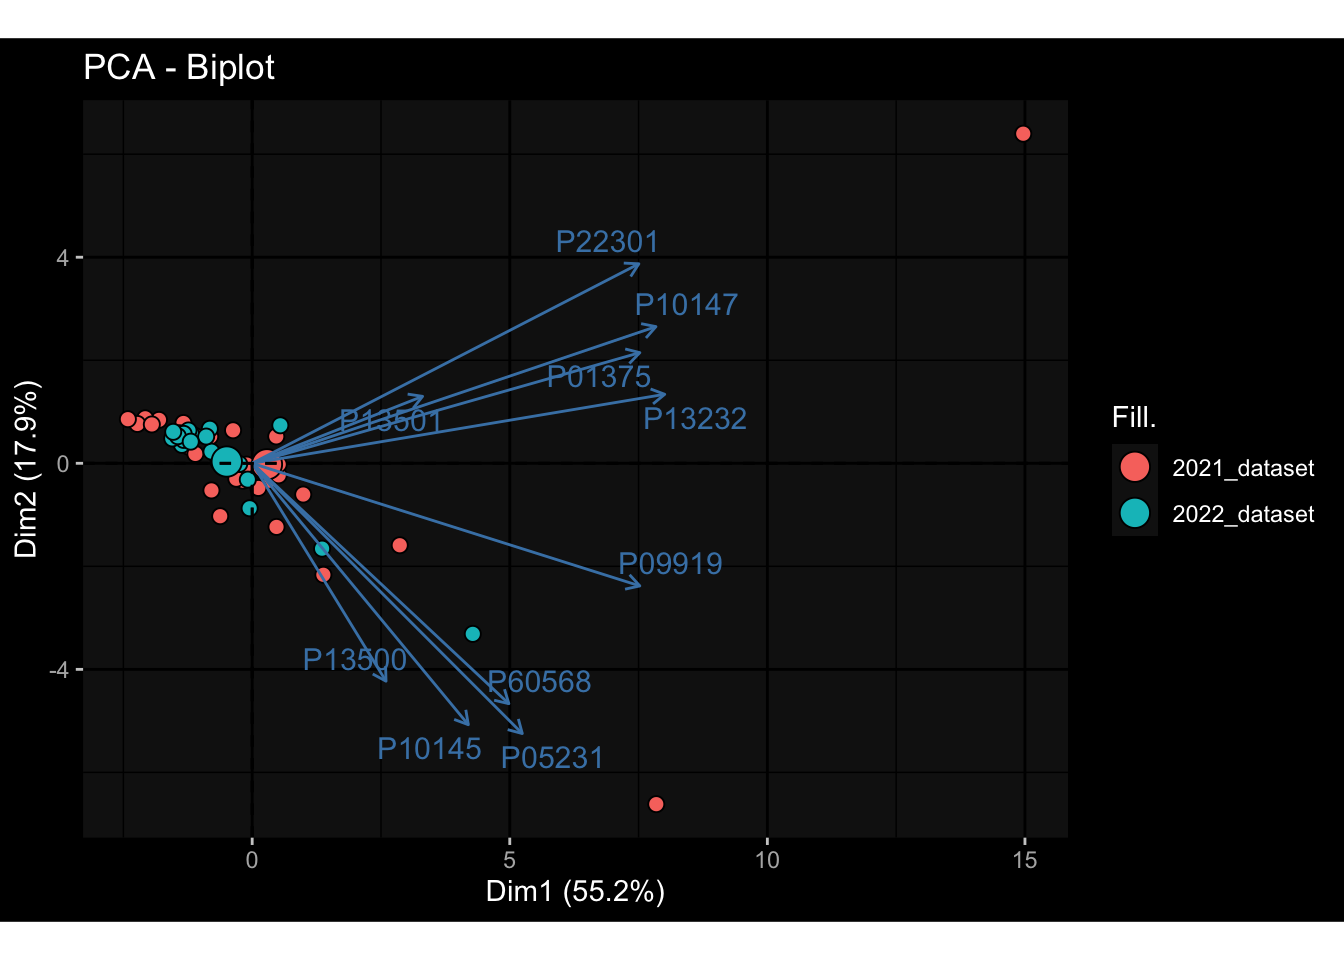 PCA - Biplot
P22301
4
P10147
P01375
P13501
P13232
0
P09919
P13500
-4
P60568
P10145
P05231
0
5
10
15
Dim1 (55.2%)
Dim2 (17.9%)
Fill.
2021_dataset
2022_dataset